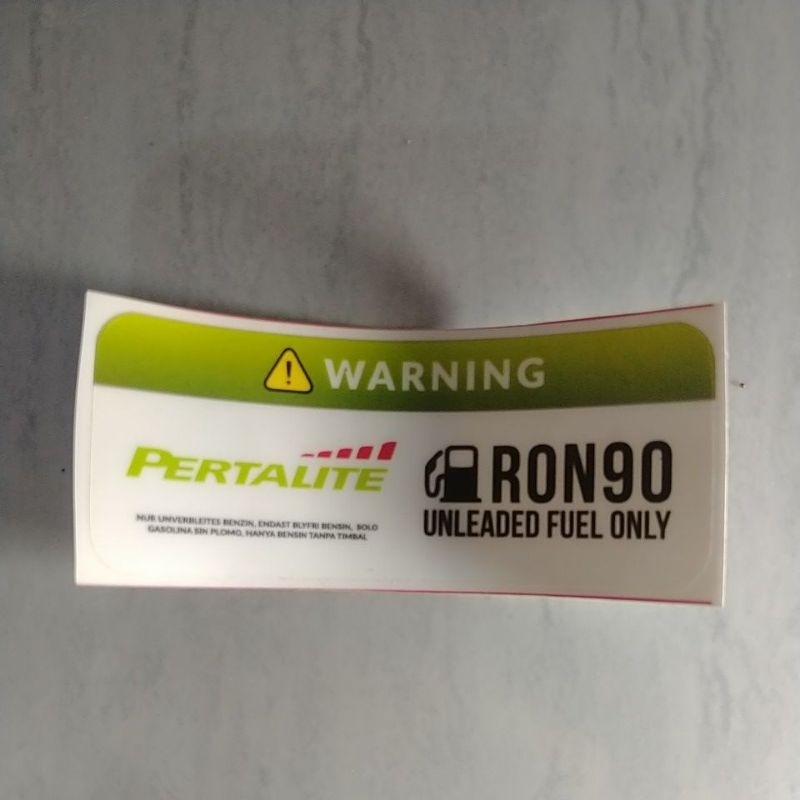 WARNING
PERTALITE
NUR UNVERBLEITES BENZIN, ENDAST BLYFRI BENSIN, SOLO
GASOLINA SIN PLOMO, HANYA BENSIN TANPA TIMBAL
RON90
UNLEADED FUEL ONLY